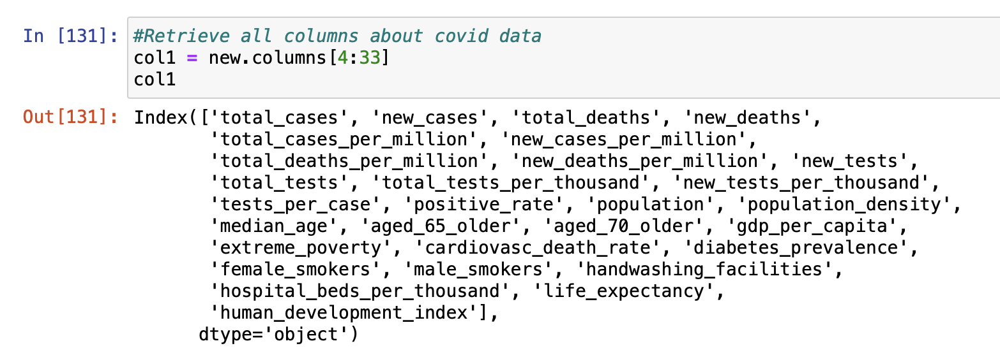 In [131]: #Retrieve all columns about covid data
col1 = new.columns[4:33]
col1
Out[131]: Index(['total_cases', 'new_cases', 'total_deaths', 'new_deaths',
'total_cases_per_million', 'new_cases_per_million',
'total_deaths_per_million', 'new_deaths_per_million', 'new_tests',
'total_tests', 'total_tests_per_thousand', 'new_tests_per_thousand',
'tests_per_case', 'positive_rate', 'population', 'population_density',
'median_age', 'aged_65_older', 'aged_70_older', 'gdp_per_capita',
'extreme_poverty', 'cardiovasc_death_rate', 'diabetes_prevalence',
'female_smokers', 'male_smokers', 'handwashing_facilities',
'hospital_beds_per_thousand', 'life_expectancy',
'human_development_index'],
dtype='object')